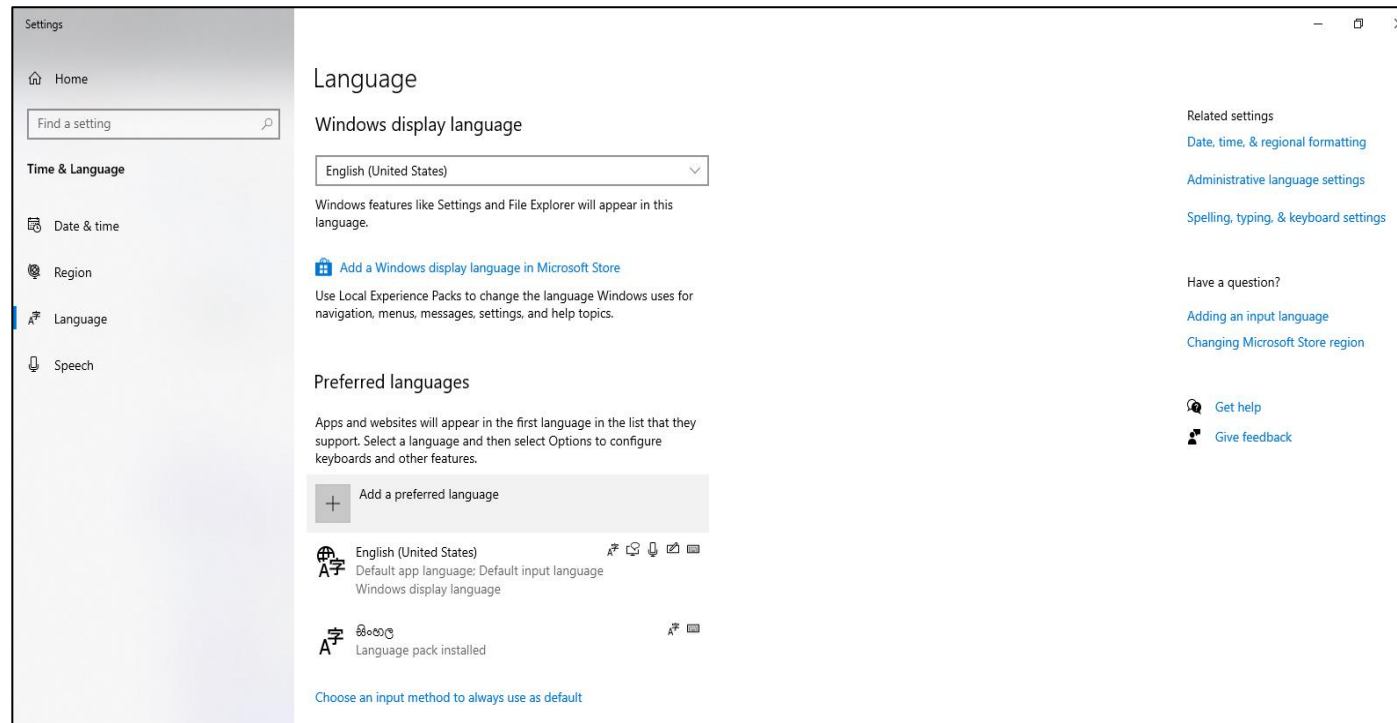 Settings
Home
Find a setting
Time & Language
Date & time
Region
Language
Speech
Language
Windows display language
English (United States)
Windows features like Settings and File Explorer will appear in this
language.
Add a Windows display language in Microsoft Store
Use Local Experience Packs to change the language Windows uses for
navigation, menus, messages, settings, and help topics.
Preferred languages
Apps and websites will appear in the first language in the list that they
support. Select a language and then select Options to configure
keyboards and other features.
Add a preferred language
English (United States)
Default app language; Default input language
Windows display language
සිංහල
Language pack installed
Choose an input method to always use as default
Related settings
Date, time, & regional formatting
Administrative language settings
Spelling, typing, & keyboard settings
Have a question?
Adding an input language
Changing Microsoft Store region
Get help
Give feedback